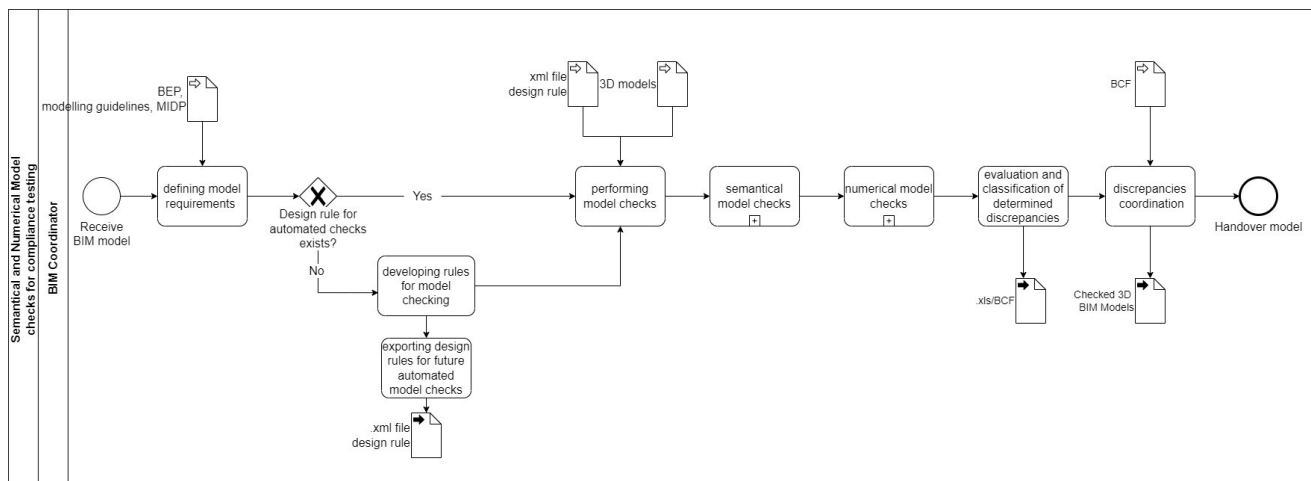 Semantical and Numerical Model
checks for compliance testing
BIM Coordinator
BEP,
modelling guidelines, MIDP
xml file
design rule
3D models
BCF
Receive
BIM model
defining model
requirements
Design rule for
automated checks
exists?
Yes
No
developing rules
for model
checking
exporting design
rules for future
automated
model checks
.xml file
design rule
performing
model checks
semantical
model checks
numerical model
checks
evaluation and
classification of
determined
discrepancies
.xls/BCF
discrepancies
coordination
Checked 3D
BIM Models
Handover model